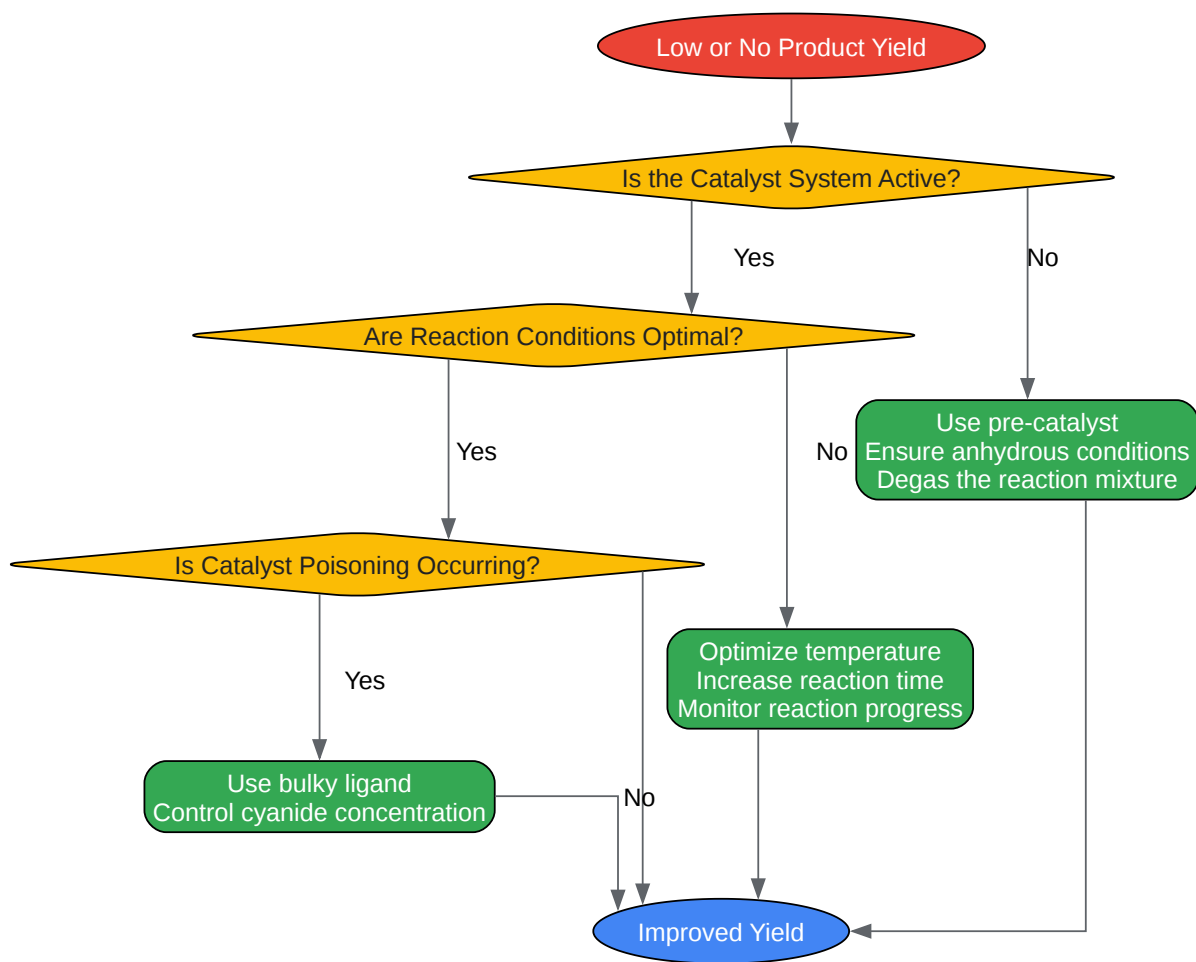 Low or No Product Yield
Is the Catalyst System Active?
Yes
No
Are Reaction Conditions Optimal?
Use pre-catalyst
Ensure anhydrous conditions
Degas the reaction mixture
Yes
No
Is Catalyst Poisoning Occurring?
Optimize temperature
Increase reaction time
Monitor reaction progress
Yes
Use bulky ligand
Control cyanide concentration
No
Improved Yield